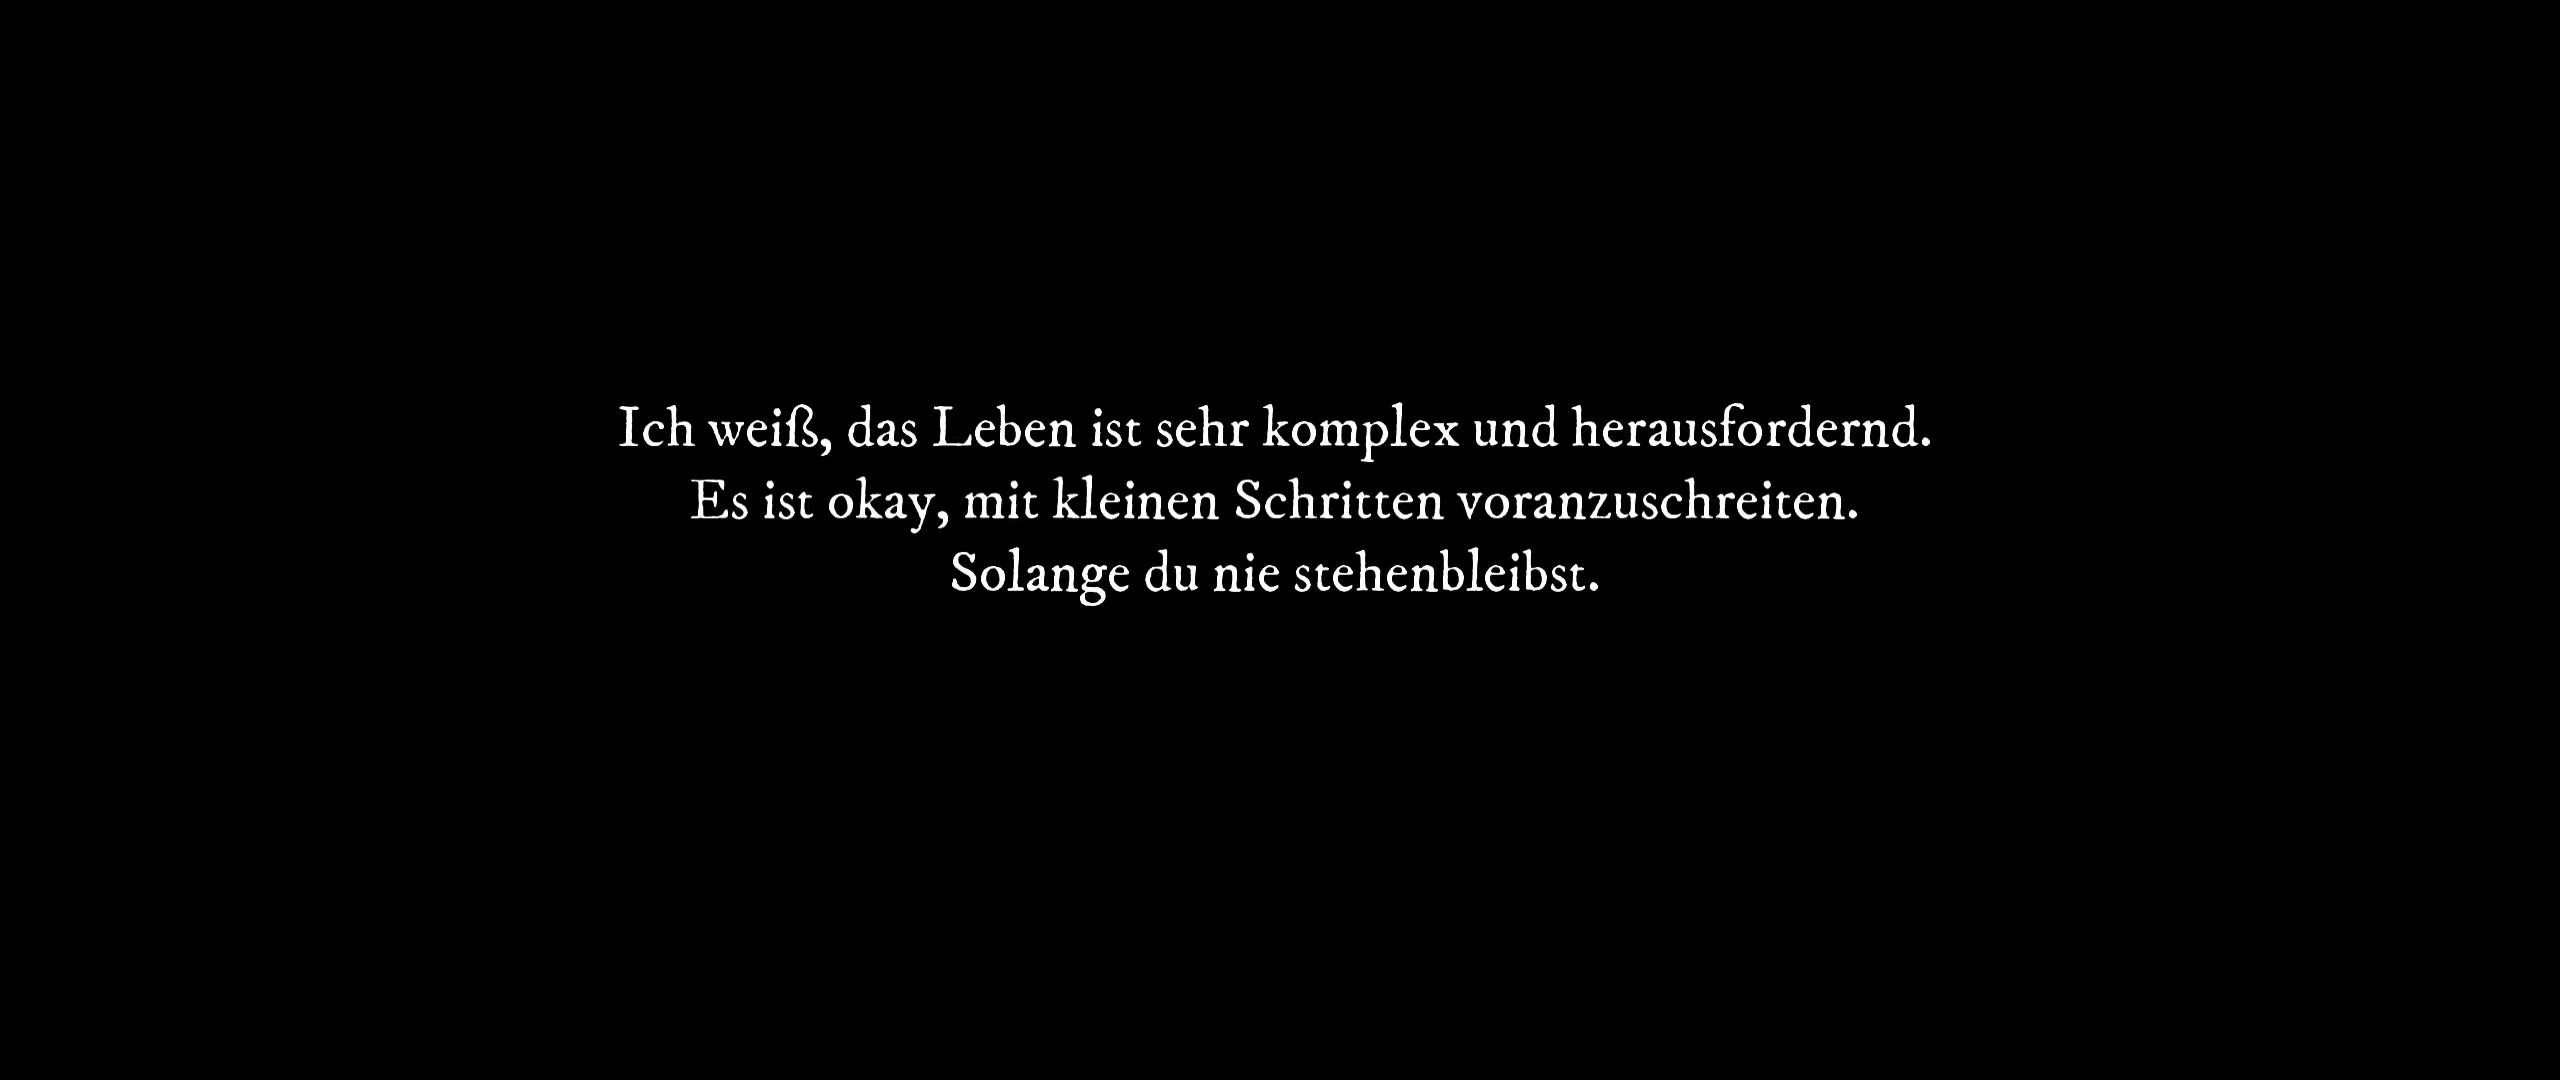 Ich weiß, das Leben ist sehr komplex und herausfordernd.
Es ist okay, mit kleinen Schritten voranzuschreiten.
Solange du nie stehenbleibst.